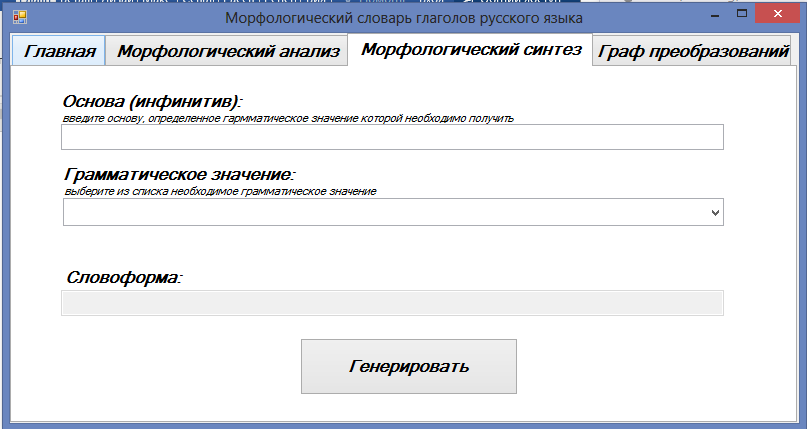 Морфологический словарь глаголов русского языка
Главная Морфологический анализ Морфологический синтез Граф преобразований
Основа (инфинитив):
введите основу, определенное гармматическое значение которой необходимо получить
Грамматическое значение:
выберите из списка необходимое грамматическое значение
Словоформа:
Генерировать